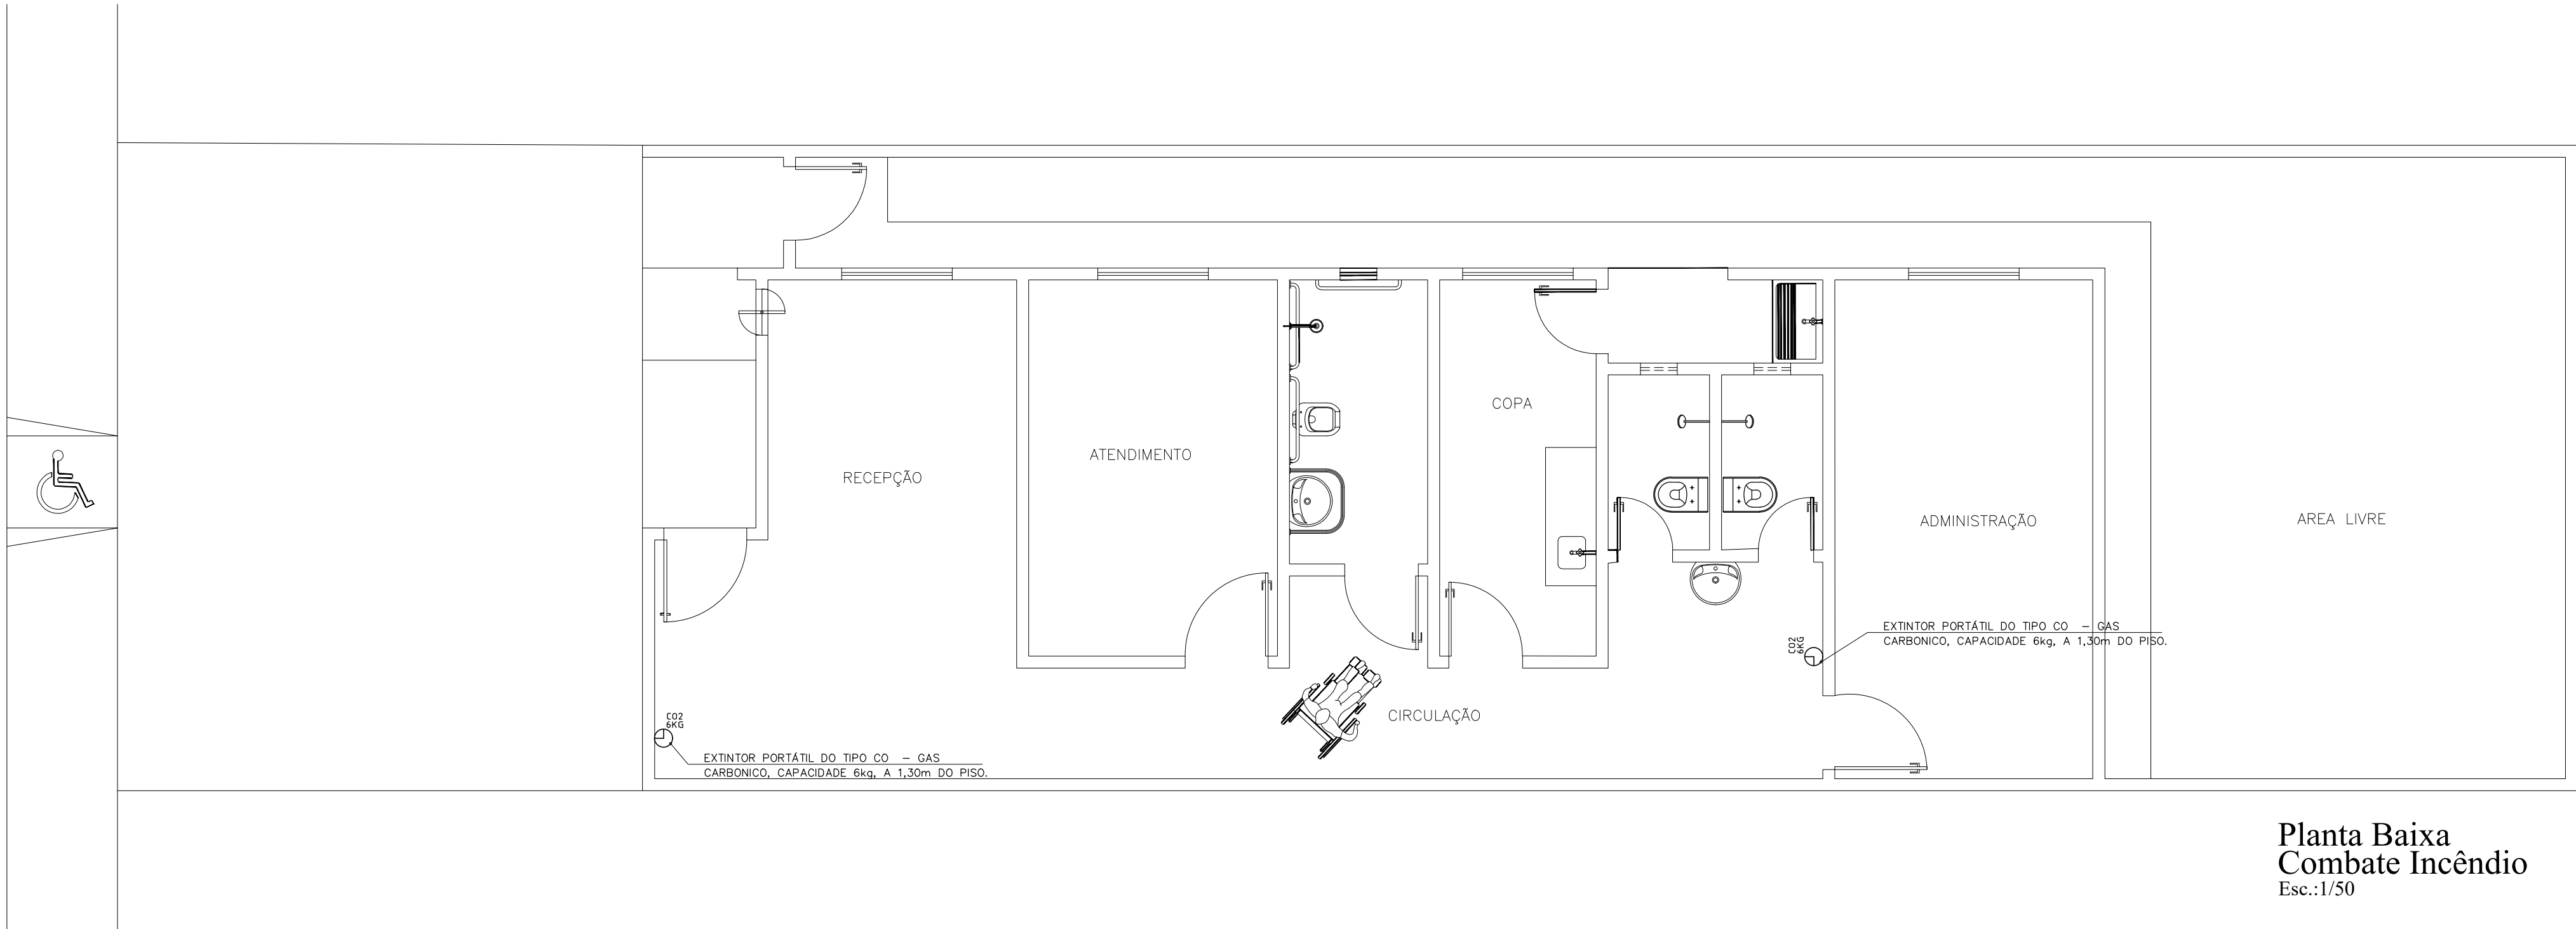 COPA
ATENDIMENTO
RECEPÇÃO
ADMINISTRAÇÃO
AREA LIVRE
CO2
6KG
EXTINTOR PORTÁTIL DO TIPO CO – GAS
CARBONICO, CAPACIDADE 6kg, A 1,30m DO PISO.
CIRCULAÇÃO
CO2
6KG
EXTINTOR PORTÁTIL DO TIPO CO – GAS
CARBONICO, CAPACIDADE 6kg, A 1,30m DO PISO.
Planta Baixa
Combate Incêndio
Esc.:1/50